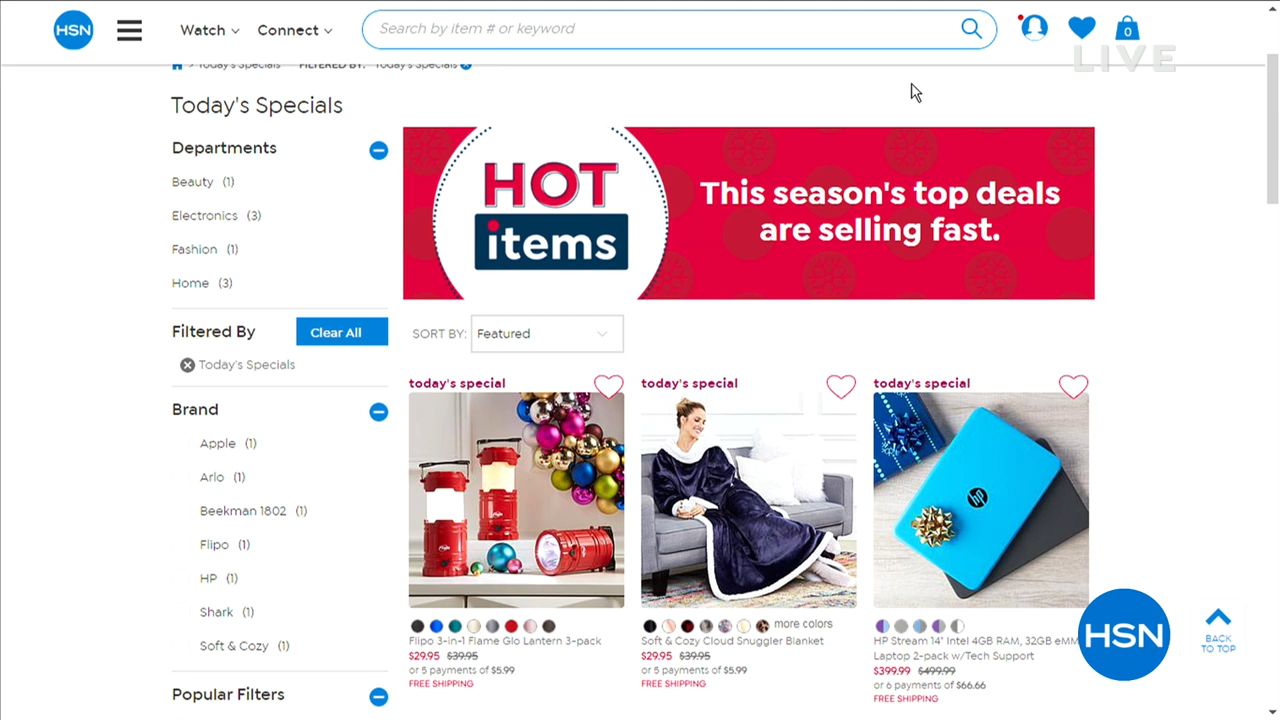 HSN
Watch
Connect
Search by item # or keyword
0
LIVE
> Today's Specials FILTERED BY: Today's Specials
Today's Specials
Departments
Beauty (1)
Electronics (3)
Fashion (1)
Home (3)
Filtered By
Clear All
Today's Specials
Brand
Apple (1)
Arlo (1)
Beekman 1802 (1)
Flipo (1)
HP (1)
Shark (1)
Soft & Cozy (1)
Popular Filters
HOT
items
This season's top deals
are selling fast.
SORT BY: Featured
today's special
hp
Flipo 3-in-1 Flame Glo Lantern 3-pack
$29.95 $39.95
or 5 payments of $5.99
FREE SHIPPING
today's special
more colors
Soft & Cozy Cloud Snuggler Blanket
$29.95 $39.95
or 5 payments of $5.99
FREE SHIPPING
today's special
HP Stream 14" Intel 4GB RAM, 32GB eMM
Laptop 2-pack w/Tech Support
$399.99 $499.99
or 6 payments of $66.66
FREE SHIPPING
HSN
BACK
TO TOP